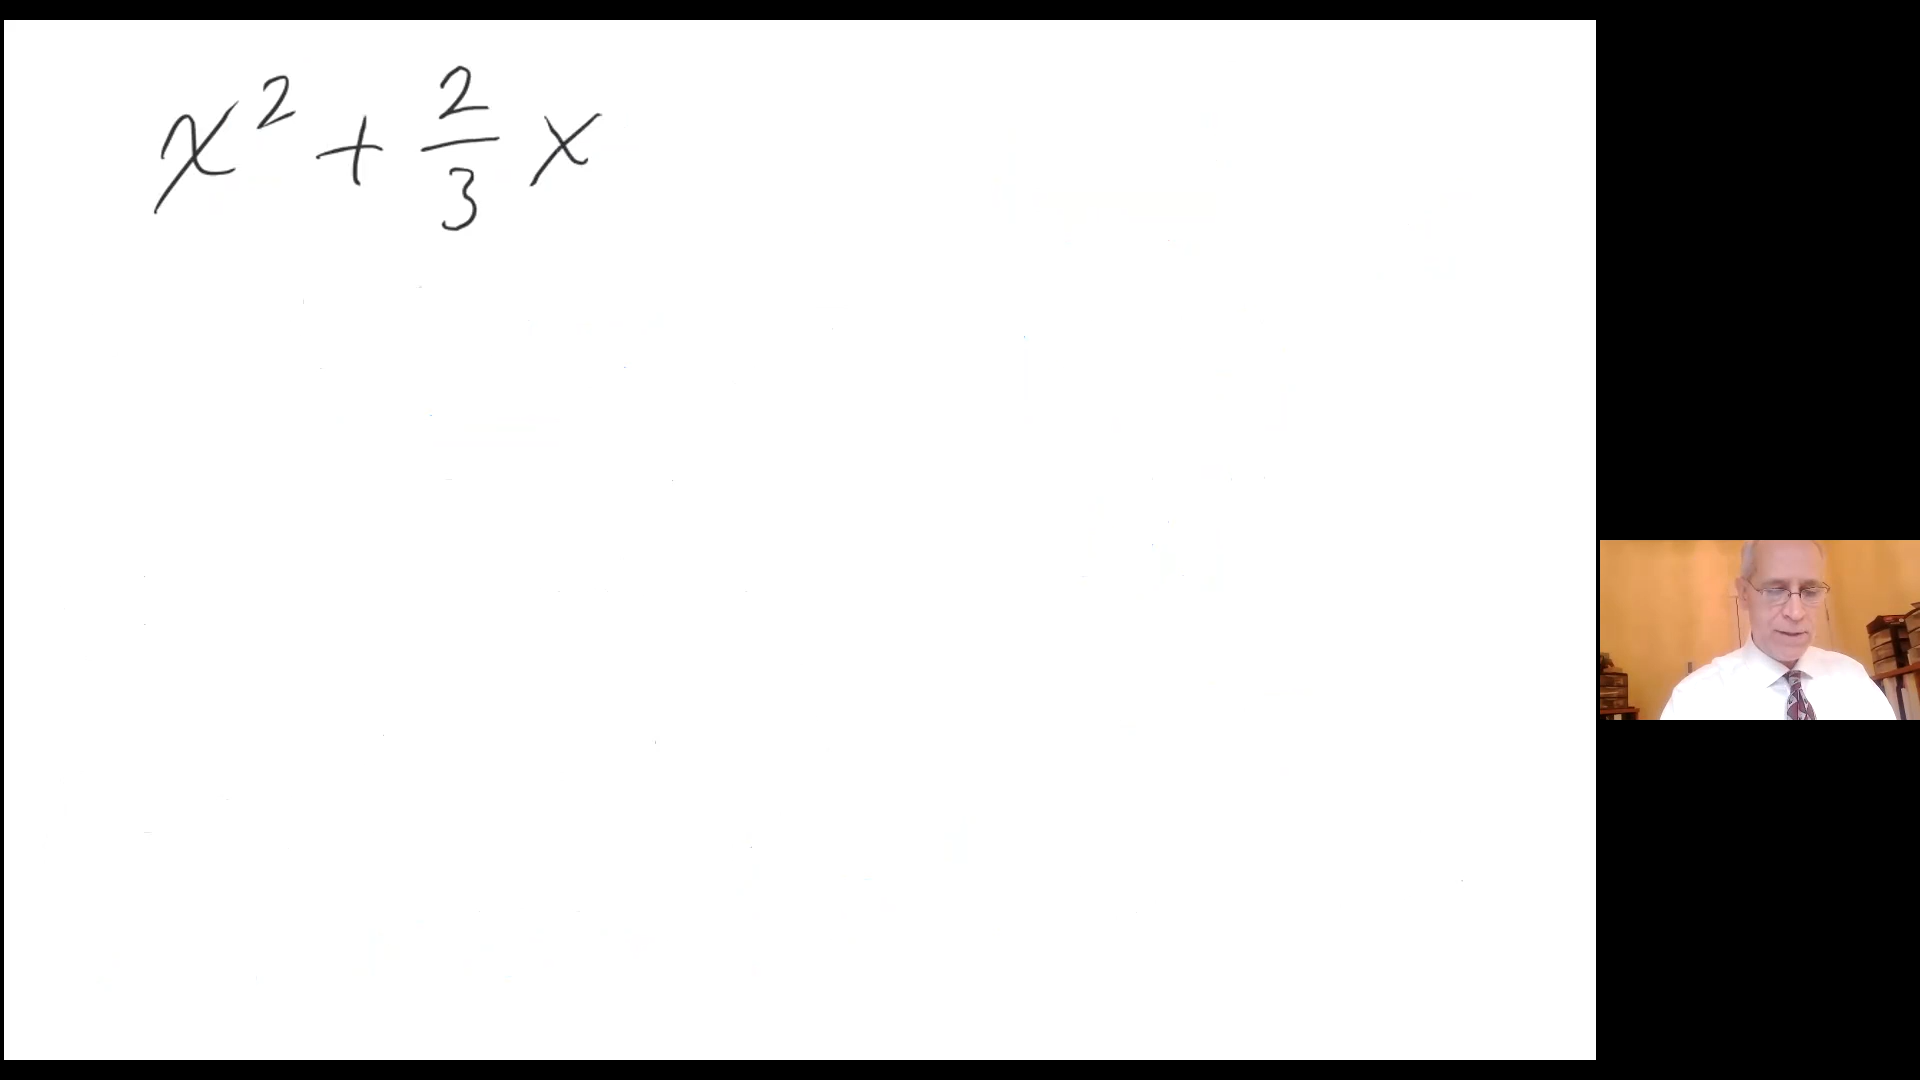 x² + 2/3 x